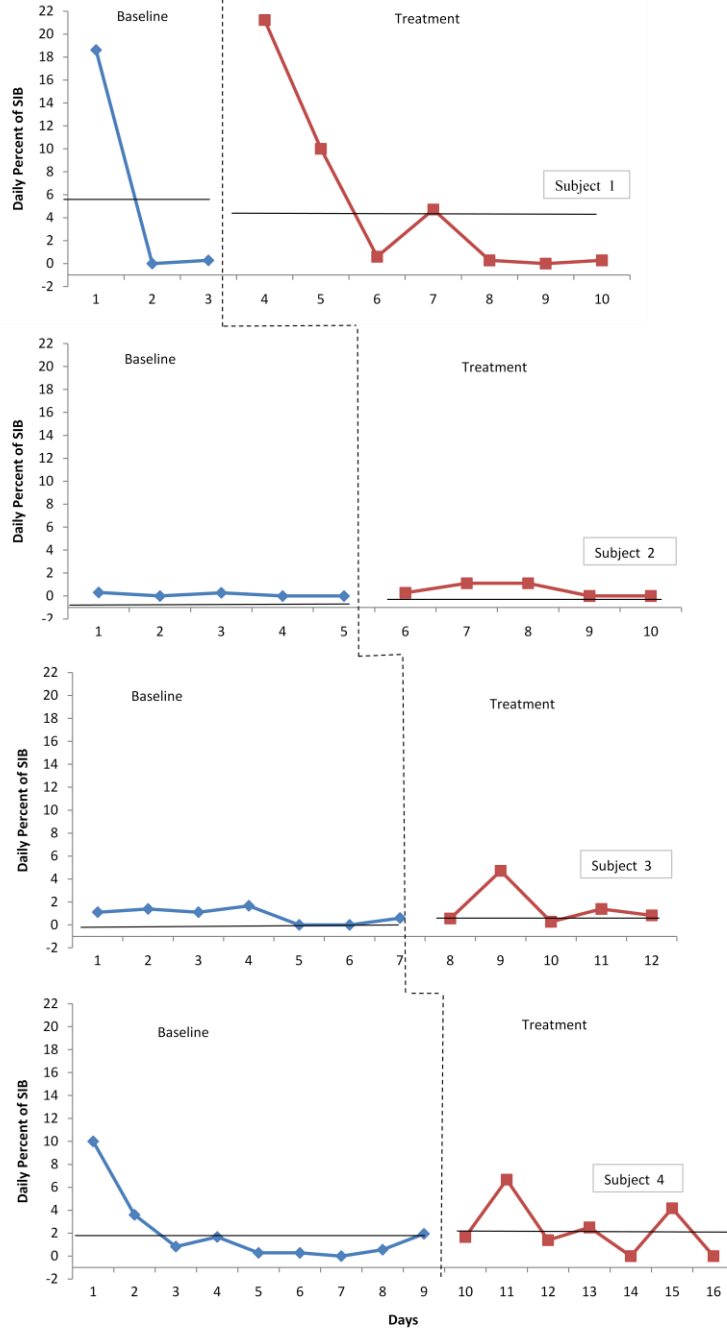 Baseline
Treatment
Daily Percent of SIB
22
20
18
16
14
12
10
8
6
4
2
0
-2
Subject 1
1 2 3 4 5 6 7 8 9 10
Baseline
Treatment
Daily Percent of SIB
22
20
18
16
14
12
10
8
6
4
2
0
-2
Subject 2
1 2 3 4 5 6 7 8 9 10
Baseline
Treatment
Daily Percent of SIB
22
20
18
16
14
12
10
8
6
4
2
0
-2
Subject 3
1 2 3 4 5 6 7 8 9 10 11 12
Baseline
Treatment
Daily Percent of SIB
22
20
18
16
14
12
10
8
6
4
2
0
-2
Subject 4
1 2 3 4 5 6 7 8 9 10 11 12 13 14 15 16
Days